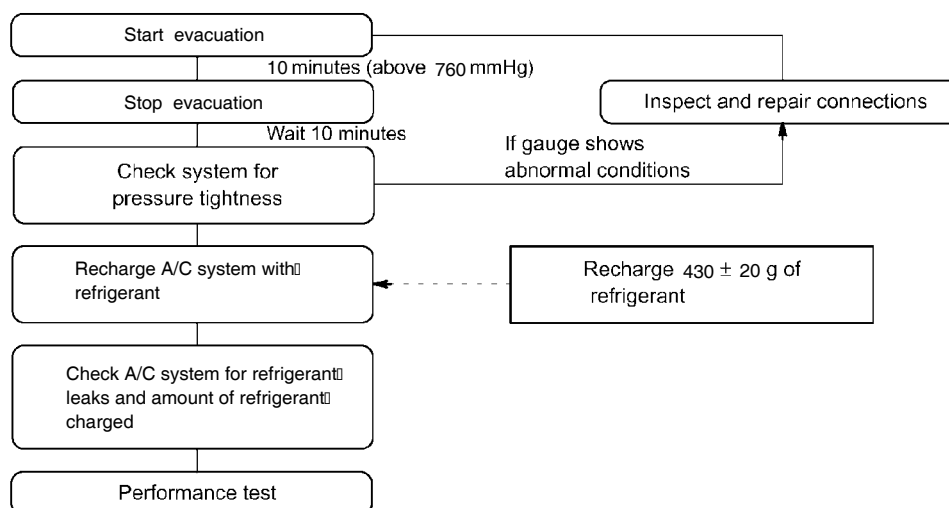 Start evacuation
10 minutes (above 760 mmHg)
Stop evacuation
Inspect and repair connections
Wait 10 minutes
If gauge shows
abnormal conditions
Check system for
pressure tightness
Recharge A/C system with
refrigerant
Recharge 430 ± 20 g of
refrigerant
Check A/C system for refrigerant
leaks and amount of refrigerant
charged
Performance test